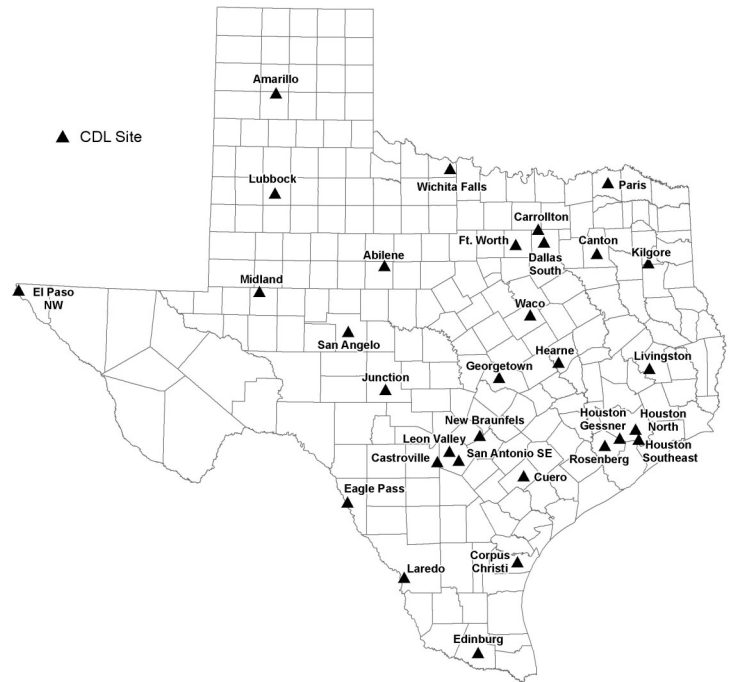 Amarillo
CDL Site
Lubbock
Wichita Falls
Paris
Carrollton
Ft. Worth
Dallas
South
Canton
Kilgore
Abilene
Midland
El Paso
NW
Waco
San Angelo
Hearne
Georgetown
Livingston
Junction
New Braunfels
Houston
Gessner
Houston
North
Leon Valley
Castroville
San Antonio SE
Rosenberg
Houston
Southeast
Cuero
Eagle Pass
Corpus
Christi
Laredo
Edinburg